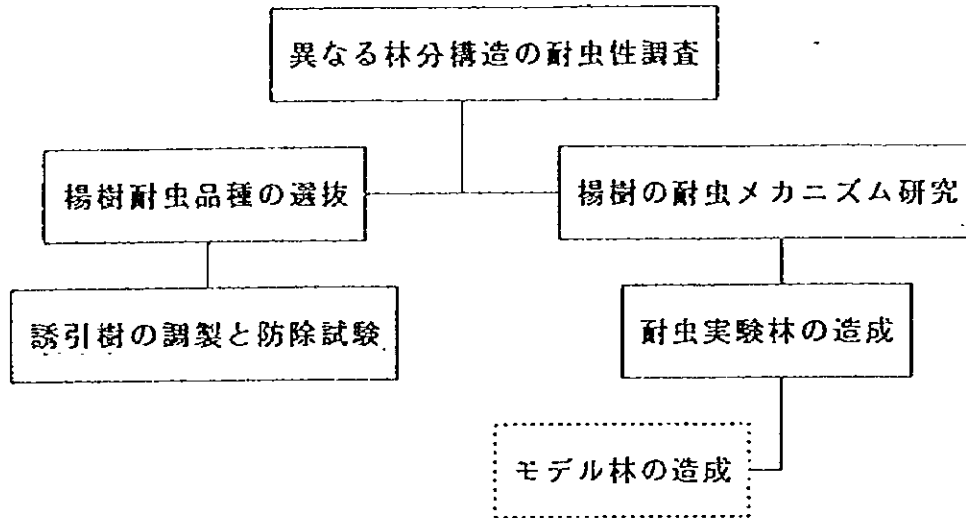 異なる林分構造の耐虫性調査
楊樹耐虫品種の選抜
楊樹の耐虫メカニズム研究
誘引樹の調製と防除試験
耐虫実験林の造成
モデル林の造成